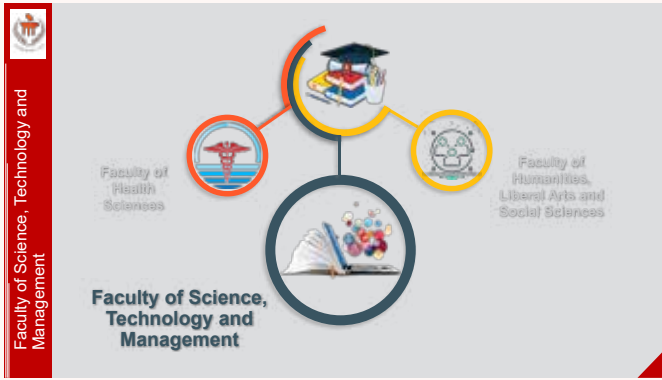 Faculty of Science, Technology and
Management
Faculty of
Health
Sciences
Faculty of
Humanities,
Liberal Arts and
Social Sciences
Faculty of Science,
Technology and
Management